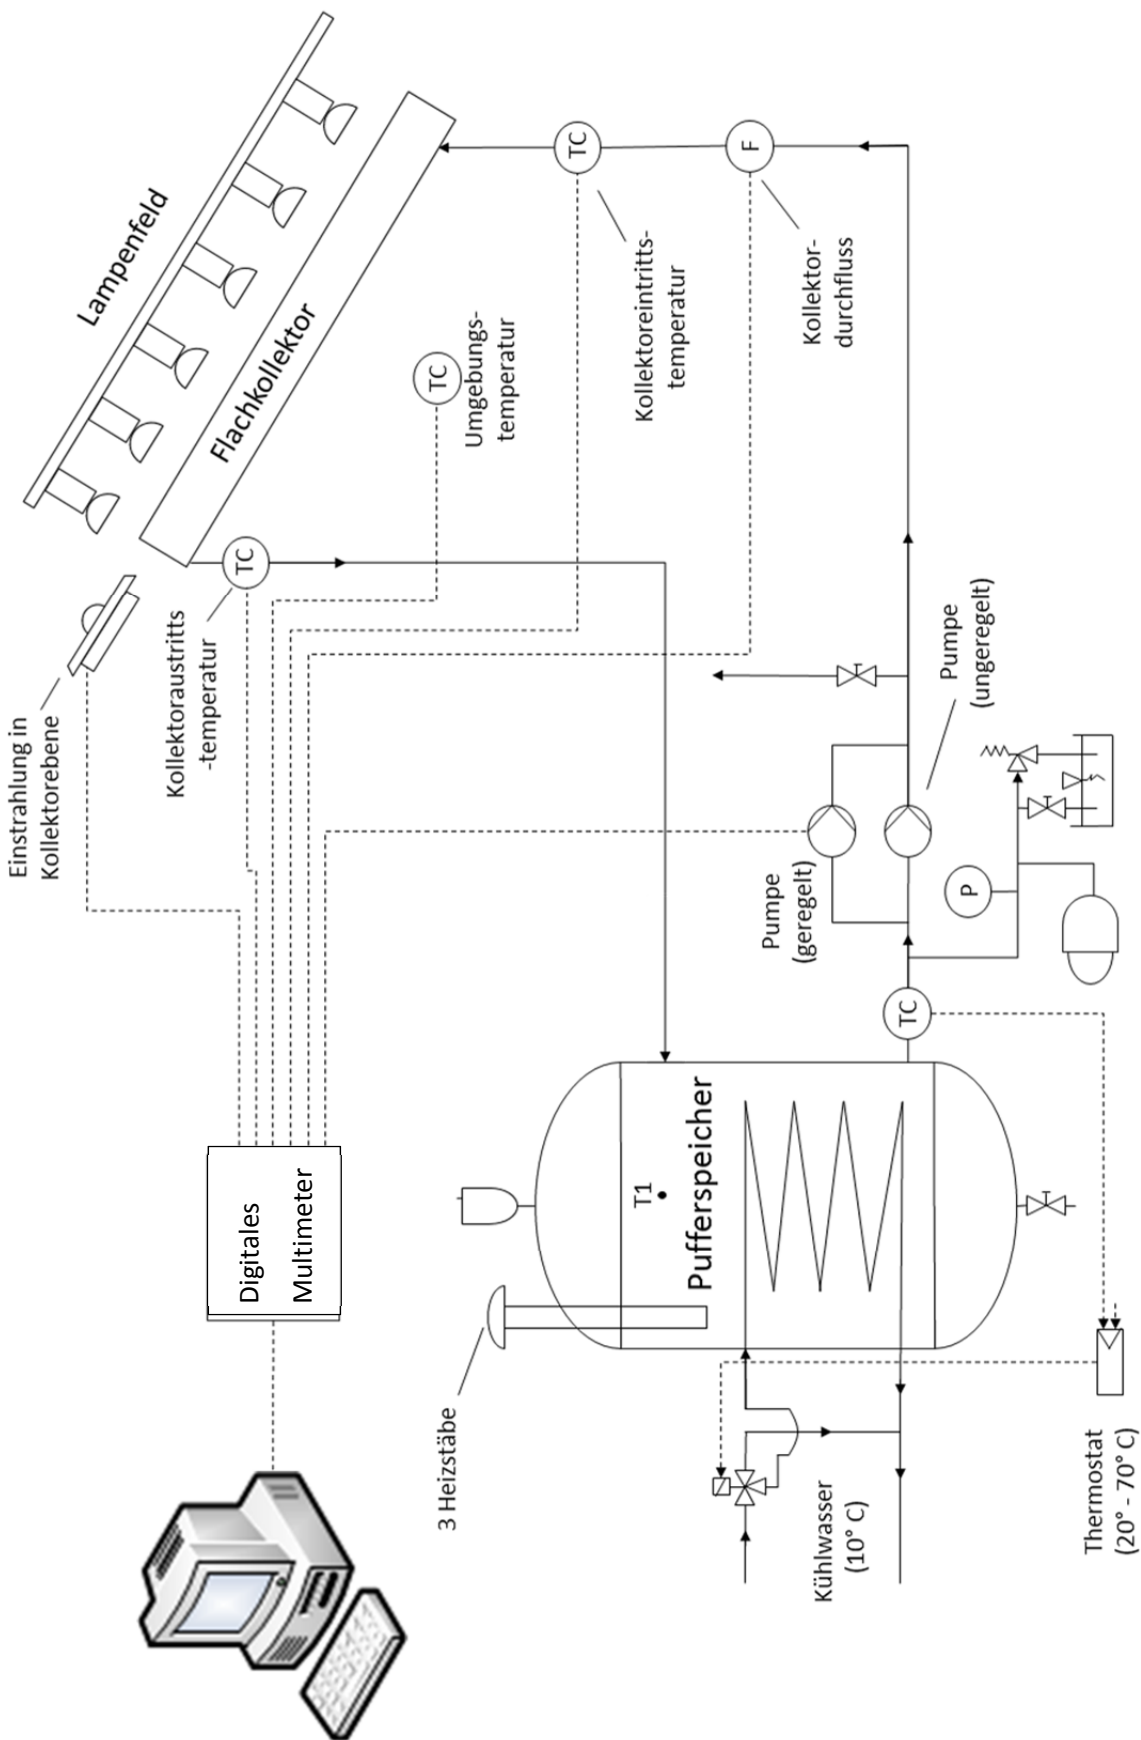 Lampenfeld
Flachkollektor
Einstrahlung in
Kollektorebene
TC
Kollektoraustritts
-temperatur
TC
Umgebungs-
temperatur
TC
Kollektoreintritts-
temperatur
F
Kollektor-
durchfluss
Digitales
Multimeter
3 Heizstäbe
T1
Pufferspeicher
Pumpe
(geregelt)
Pumpe
(ungeregelt)
TC
P
Kühlwasser
(10° C)
Thermostat
(20° - 70° C)